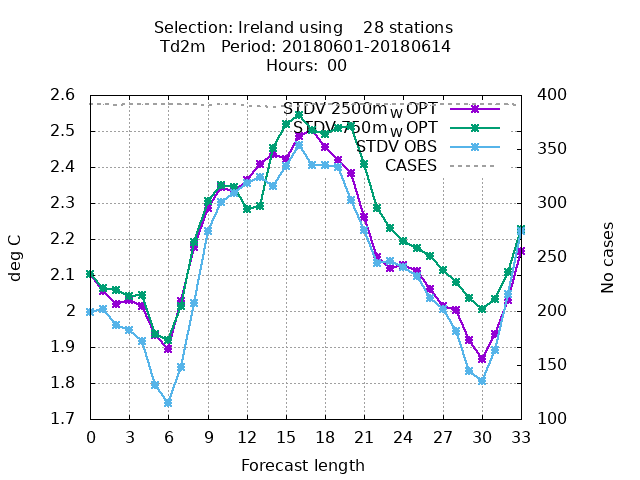 Selection: Ireland using    28 stations
Td2m   Period: 20180601-20180614
Hours:  00
2.6
2.5
2.4
2.3
2.2
2.1
2
1.9
1.8
1.7
deg C
STDV 2500m_W OPT
STDV 750m_W OPT
STDV OBS
CASES
400
350
300
250
200
150
100
No cases
0 3 6 9 12 15 18 21 24 27 30 33
Forecast length